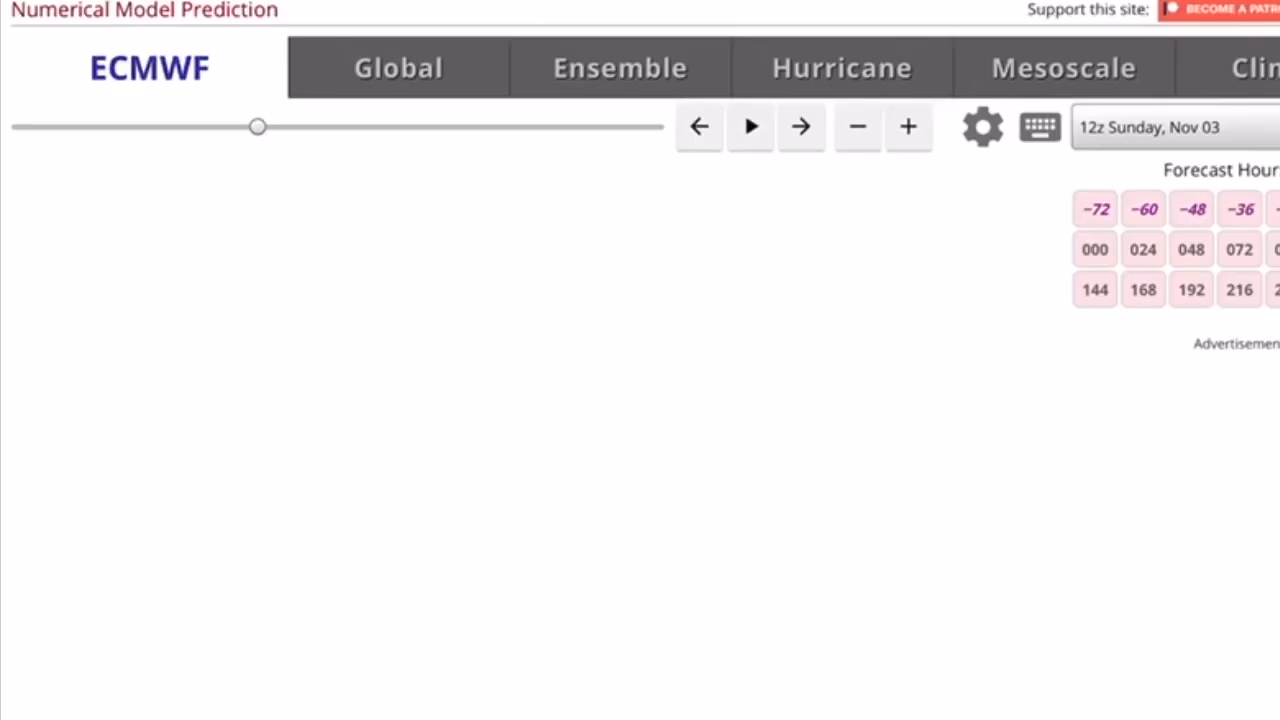 Numerical Model Prediction
Support this site:
BECOME A PATR
ECMWF Global Ensemble Hurricane Mesoscale Clim
12z Sunday, Nov 03
Forecast Hour
−72 −60 −48 −36
000 024 048 072
144 168 192 216
Advertisemen